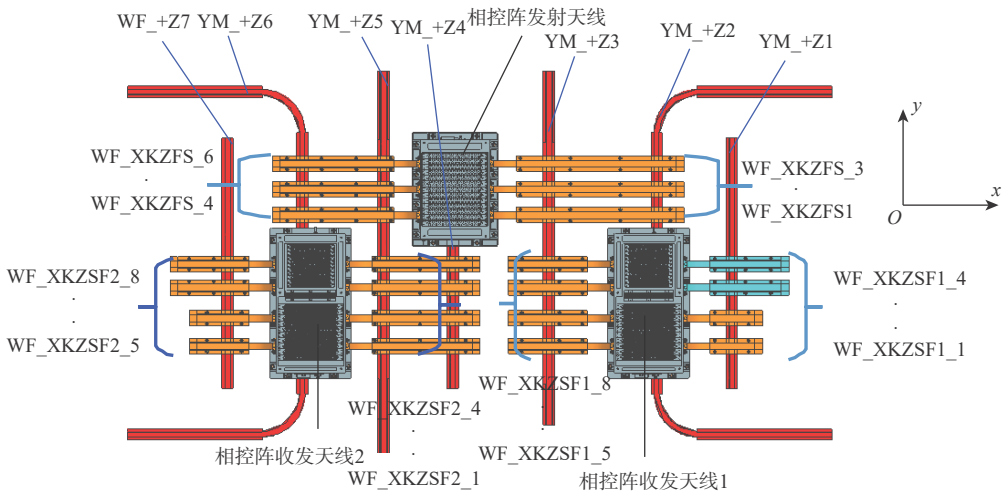 WF_+Z7
YM_+Z6
YM_+Z5
YM_+Z4
相控阵发射天线
YM_+Z3
YM_+Z2
YM_+Z1
WF_XKZFS_6
.
WF_XKZFS_4
WF_XKZFS_3
.
WF_XKZFS1
y
x
O
WF_XKZSF2_8
.
.
WF_XKZSF2_5
WF_XKZSF1_4
.
.
WF_XKZSF1_1
WF_XKZSF2_4
.
WF_XKZSF2_1
WF_XKZSF1_8
.
WF_XKZSF1_5
相控阵收发天线2
相控阵收发天线1